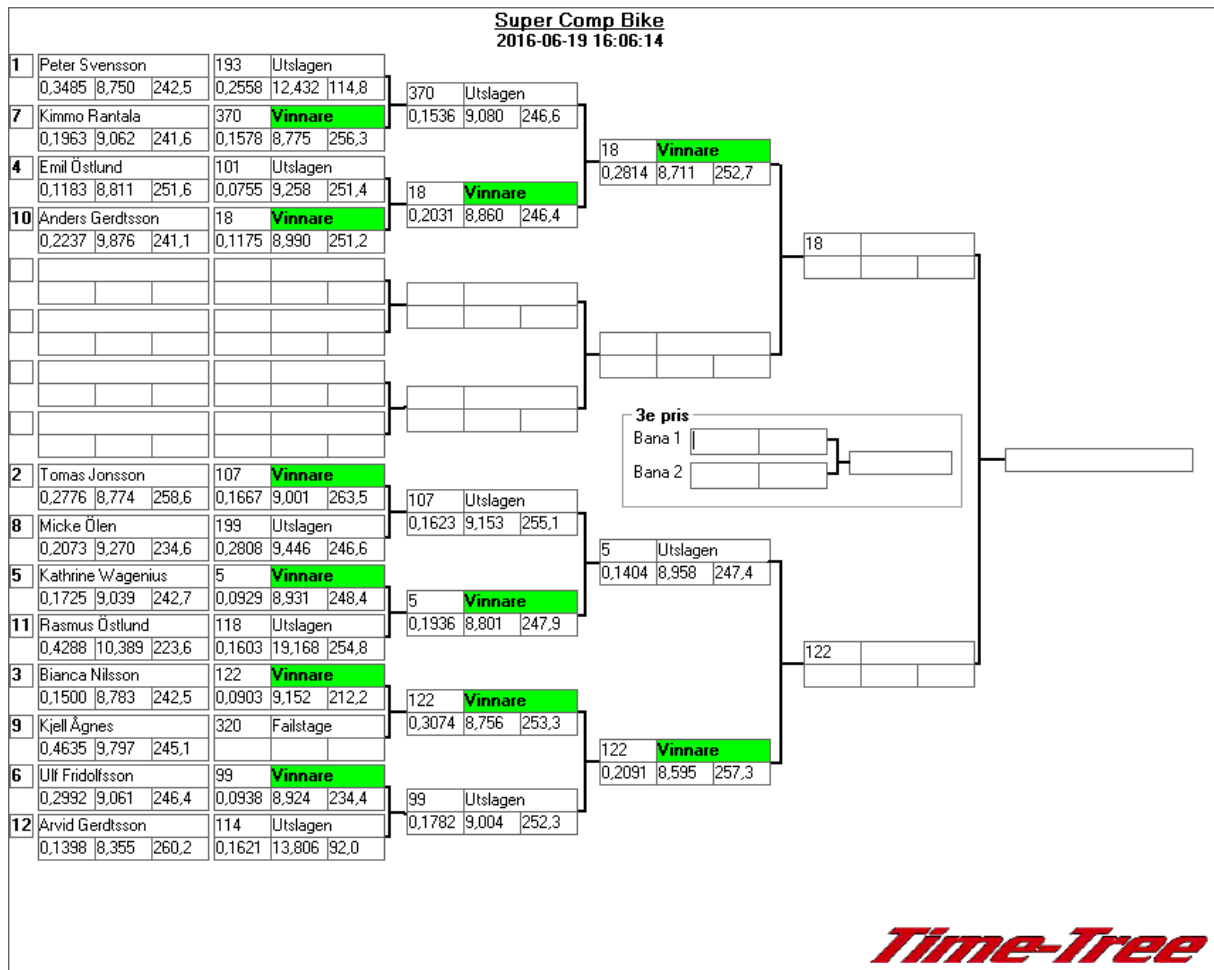 Super Comp Bike
2016-06-19 16:06:14
1 Peter Svensson 193 Utslagen
0,3485 8,750 242,5 0,2558 12,432 114,8
370 Utslagen
0,1536 9,080 246,6
7 Kimmo Rantala 370 Vinnare
0,1963 9,062 241,6 0,1578 8,775 256,3
18 Vinnare
0,2814 8,711 252,7
4 Emil Östlund 101 Utslagen
0,1183 8,811 251,6 0,0755 9,258 251,4
18 Vinnare
0,2031 8,860 246,4
10 Anders Gerdtsson 18 Vinnare
0,2237 9,876 241,1 0,1175 8,990 251,2
18
3e pris
Bana 1
Bana 2
2 Tomas Jonsson 107 Vinnare
0,2776 8,774 258,6 0,1667 9,001 263,5
107 Utslagen
0,1623 9,153 255,1
8 Micke Ölen 199 Utslagen
0,2073 9,270 234,6 0,2808 9,446 246,6
5 Utslagen
0,1404 8,958 247,4
5 Kathrine Wagenius 5 Vinnare
0,1725 9,039 242,7 0,0929 8,931 248,4
5 Vinnare
0,1936 8,801 247,9
11 Rasmus Östlund 118 Utslagen
0,4288 10,389 223,6 0,1603 19,168 254,8
122
3 Bianca Nilsson 122 Vinnare
0,1500 8,783 242,5 0,0903 9,152 212,2
122 Vinnare
0,3074 8,756 253,3
9 Kjell Ågnes 320 Failstage
0,4635 9,797 245,1
122 Vinnare
0,2091 8,595 257,3
6 Ulf Fridolfsson 99 Vinnare
0,2992 9,061 246,4 0,0938 8,924 234,4
99 Utslagen
0,1782 9,004 252,3
12 Arvid Gerdtsson 114 Utslagen
0,1398 8,355 260,2 0,1621 13,806 92,0
Time-Tree